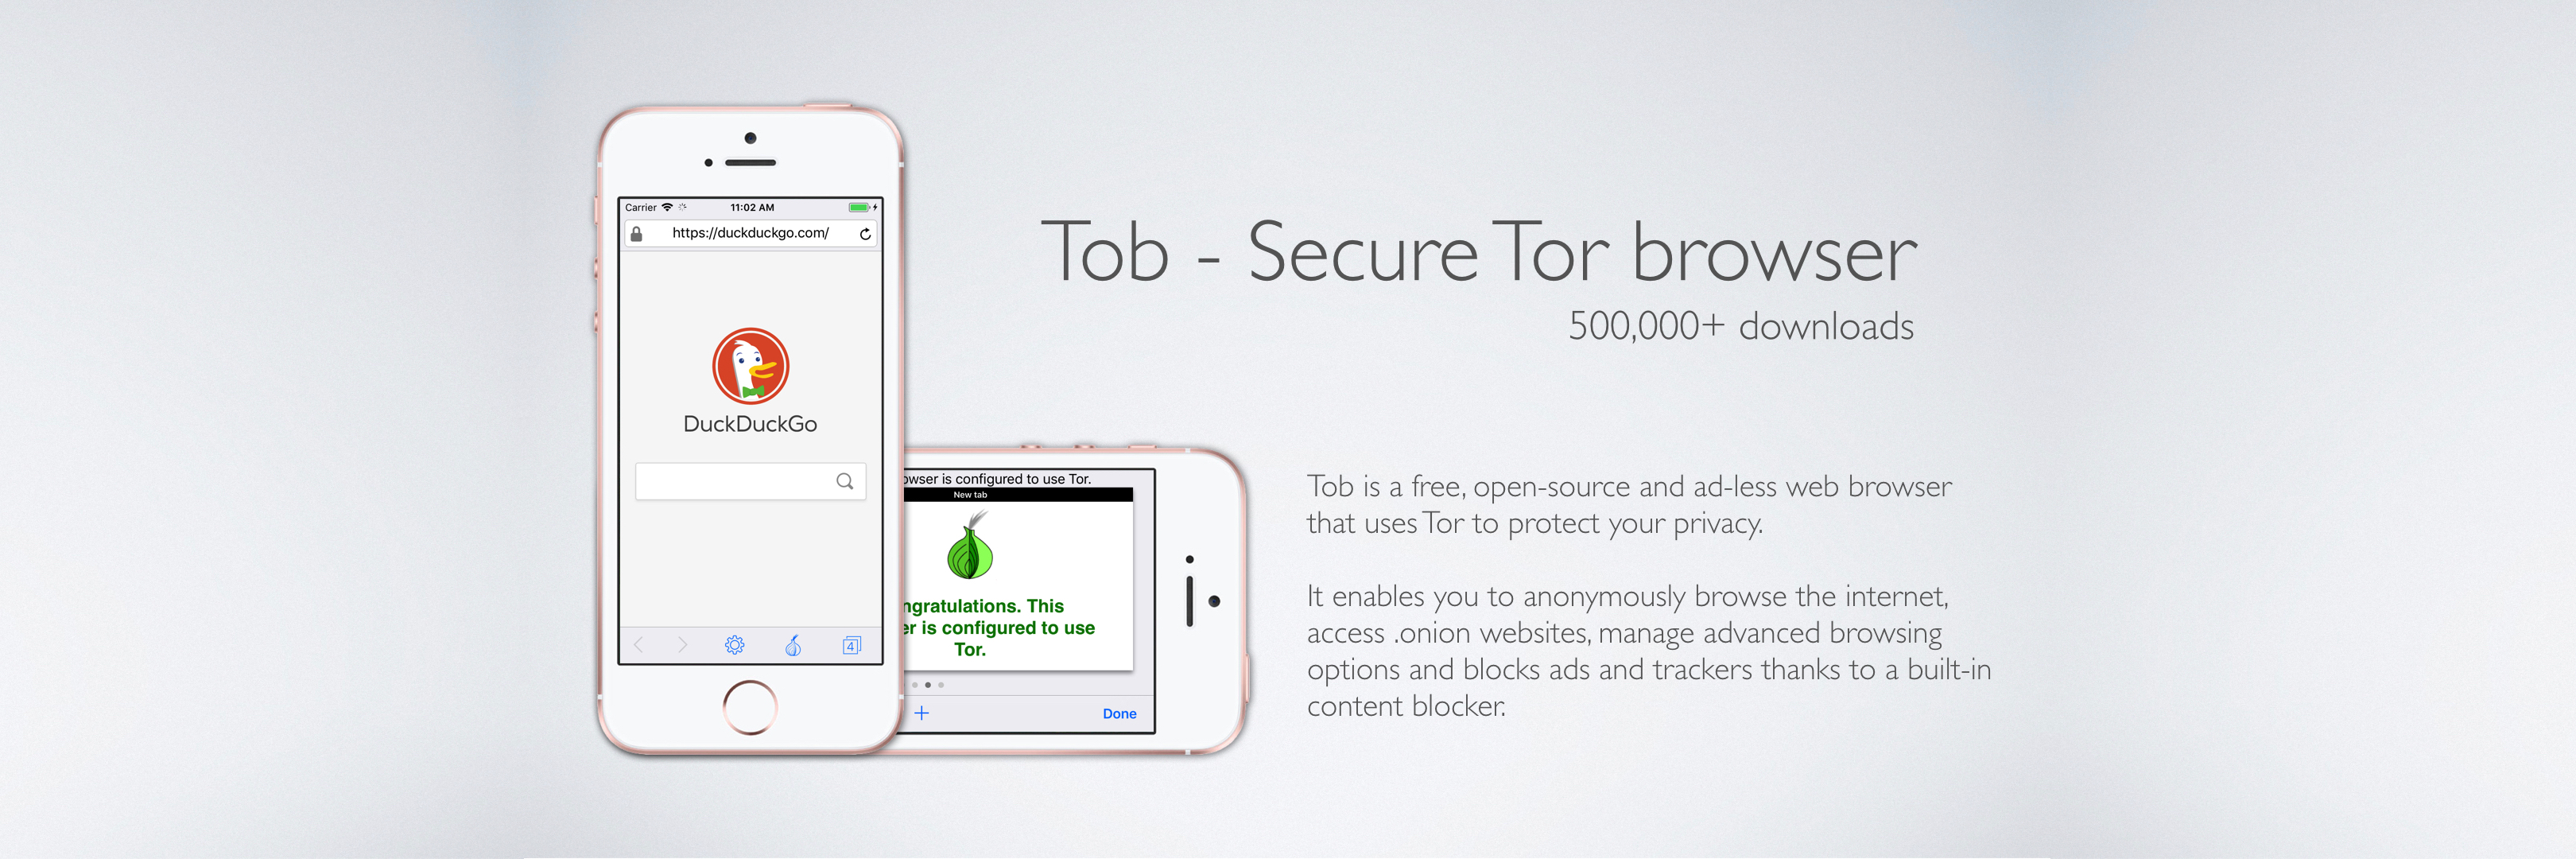 Carrier 11:02 AM
https://duckduckgo.com/
DuckDuckGo
4
Tob - Secure Tor browser
500,000+ downloads
owser is configured to use Tor.
New tab
ngratulations. This
er is configured to use
Tor.
+ Done
Tob is a free, open-source and ad-less web browser
that uses Tor to protect your privacy.
It enables you to anonymously browse the internet,
access .onion websites, manage advanced browsing
options and blocks ads and trackers thanks to a built-in
content blocker.